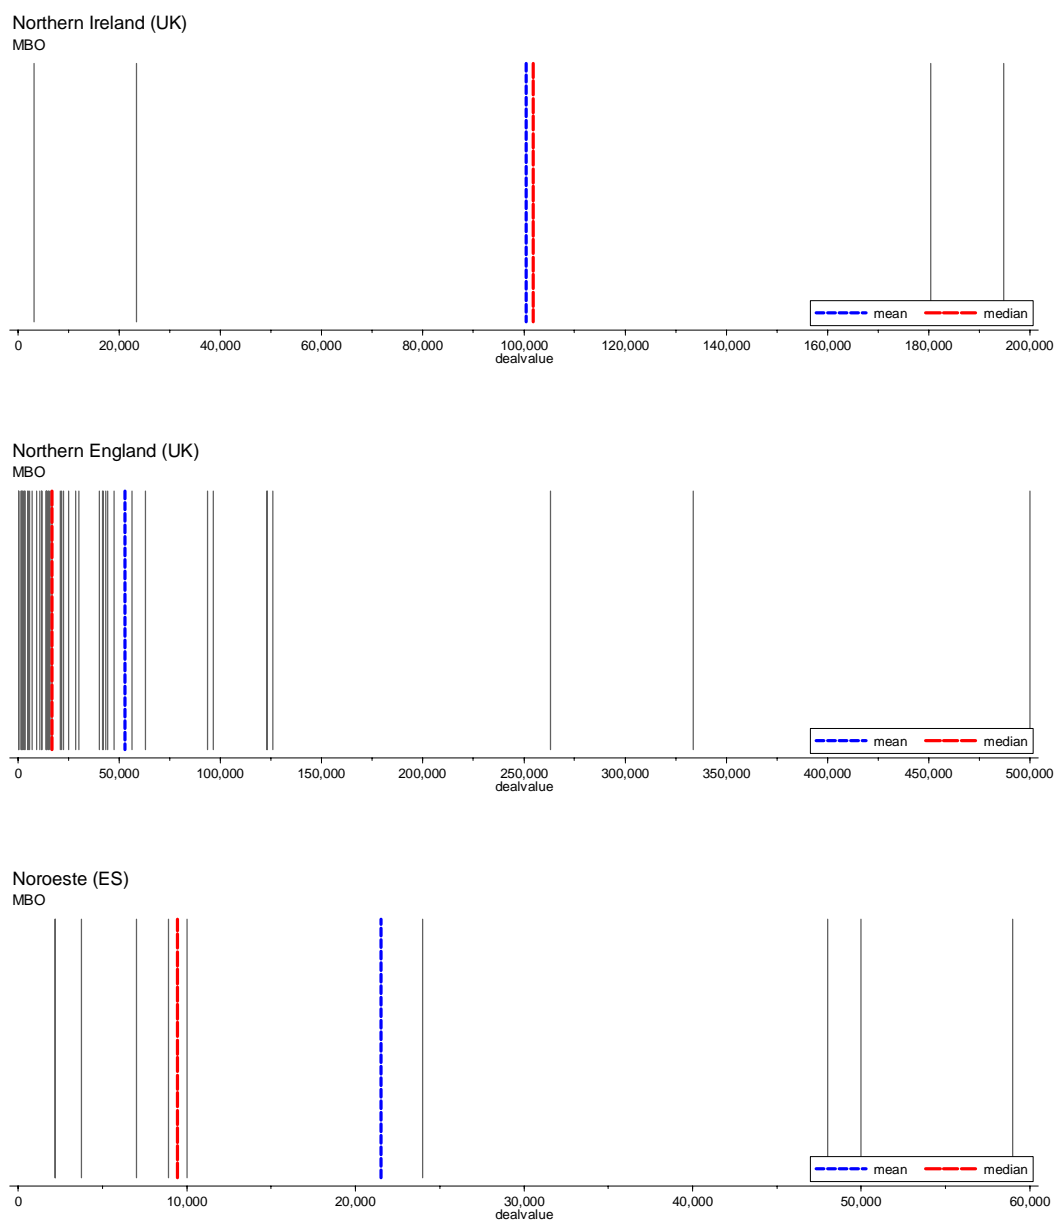 Northern Ireland (UK)
MBO
mean median
0 20,000 40,000 60,000 80,000 100,000 120,000 140,000 160,000 180,000 200,000
dealvalue
Northern England (UK)
MBO
mean median
0 50,000 100,000 150,000 200,000 250,000 300,000 350,000 400,000 450,000 500,000
dealvalue
Noroeste (ES)
MBO
mean median
0 10,000 20,000 30,000 40,000 50,000 60,000
dealvalue